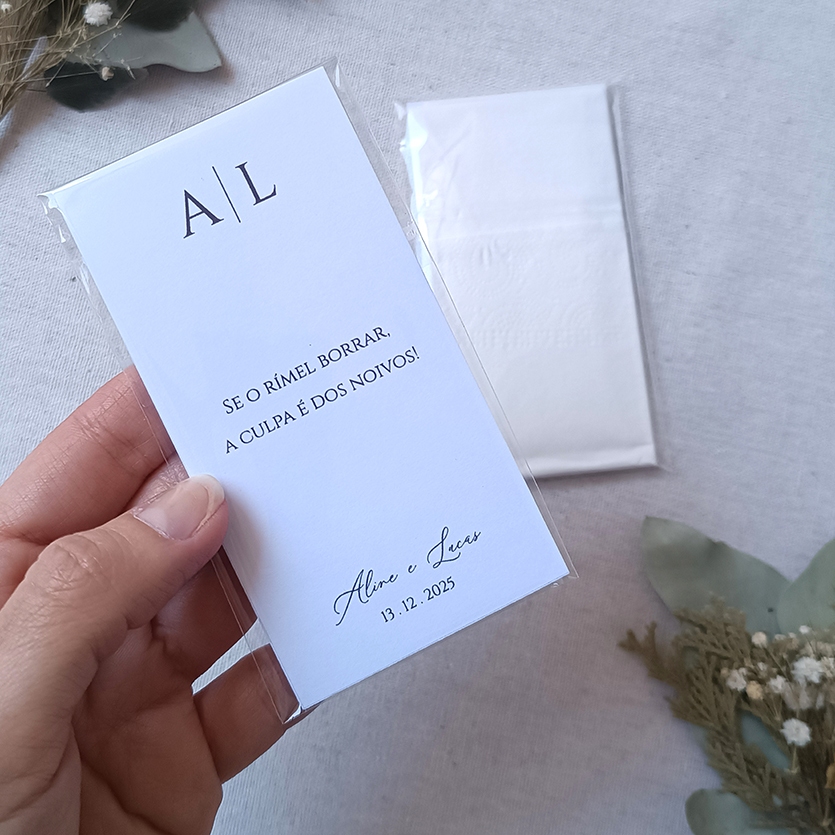 A|L
SE O RÍMEL BORRAR,
A CULPA É DOS NOIVOS!
Aline e Lucas
13.12.2025